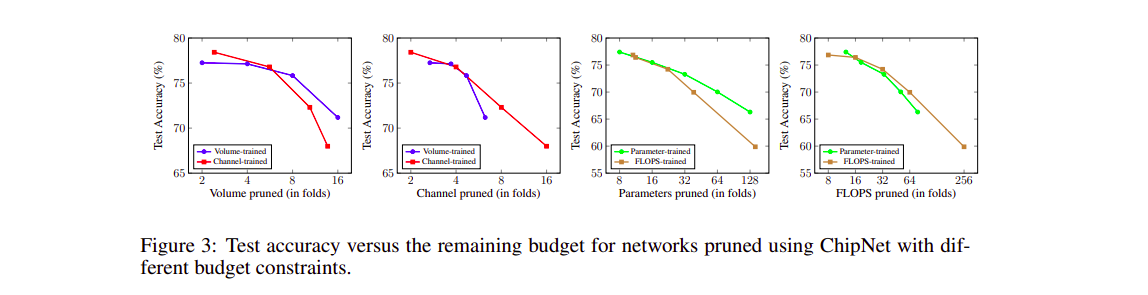 80
75
70
65
Test Accuracy (%)
2 4 8 16
Volume pruned (in folds)
Volume-trained
Channel-trained
80
75
70
65
Test Accuracy (%)
2 4 8 16
Channel pruned (in folds)
Volume-trained
Channel-trained
80
75
70
65
60
55
Test Accuracy (%)
8 16 32 64 128
Parameters pruned (in folds)
Parameter-trained
FLOPS-trained
80
75
70
65
60
55
Test Accuracy (%)
8 16 32 64 256
FLOPS pruned (in folds)
Parameter-trained
FLOPS-trained
Figure 3: Test accuracy versus the remaining budget for networks pruned using ChipNet with dif-
ferent budget constraints.